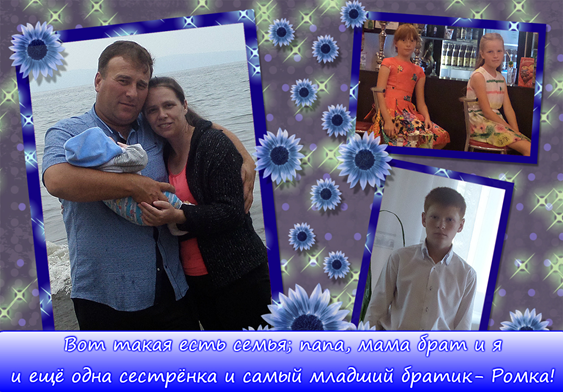 Вот такая есть семья, папа, мама брат и я
и ещё одна сестрёнка и самый младший братик- Ромка!